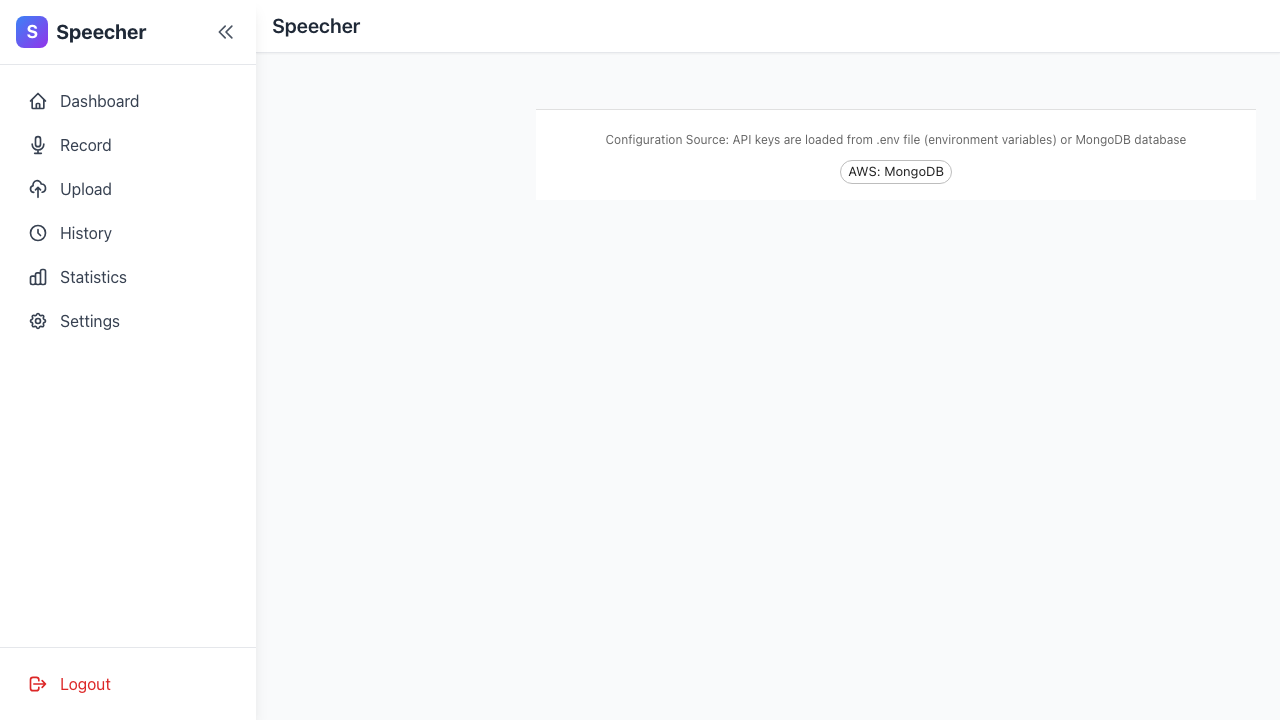 S Speecher
Speecher
Dashboard
Record
Upload
History
Statistics
Settings
Configuration Source: API keys are loaded from .env file (environment variables) or MongoDB database
AWS: MongoDB
Logout